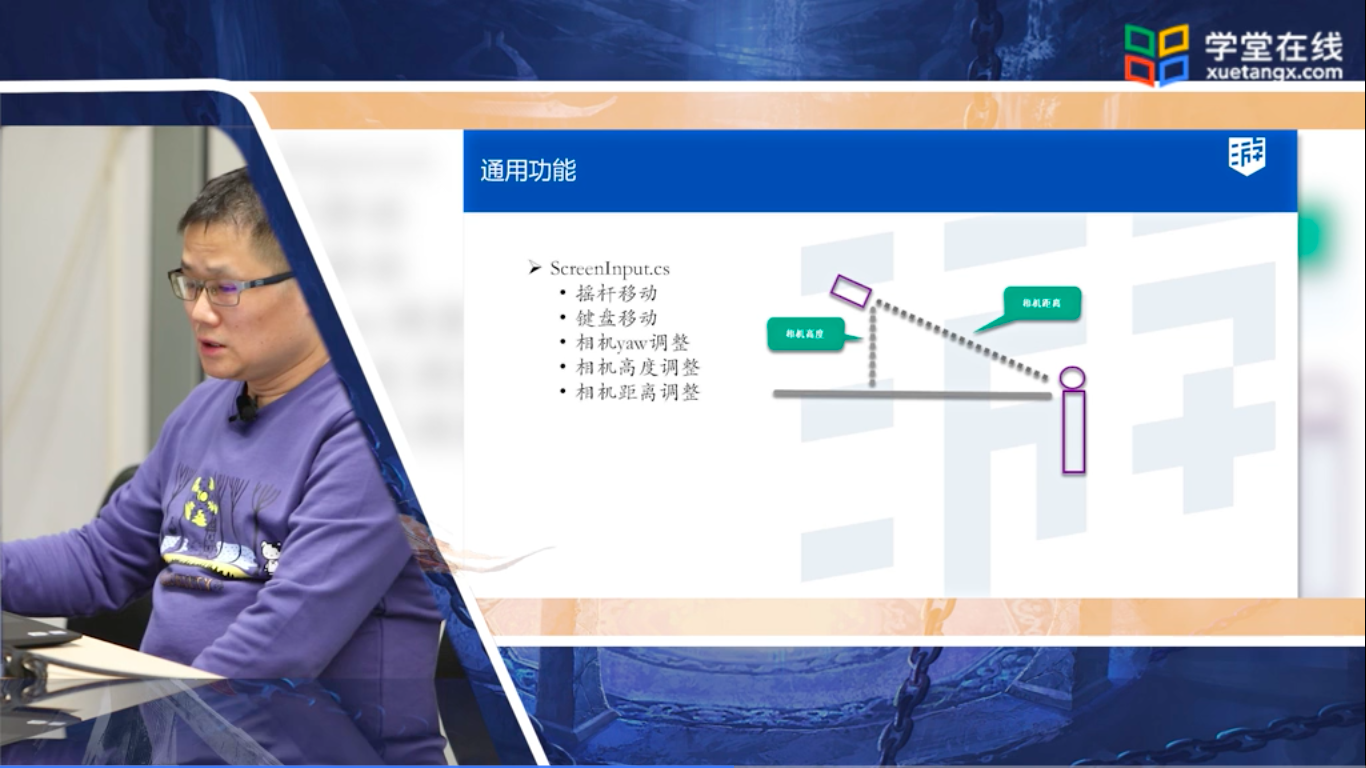 学堂在线
xuetangx.com
通用功能
游
ScreenInput.cs
摇杆移动
键盘移动
相机yaw调整
相机高度调整
相机距离调整
相机高度
相机距离